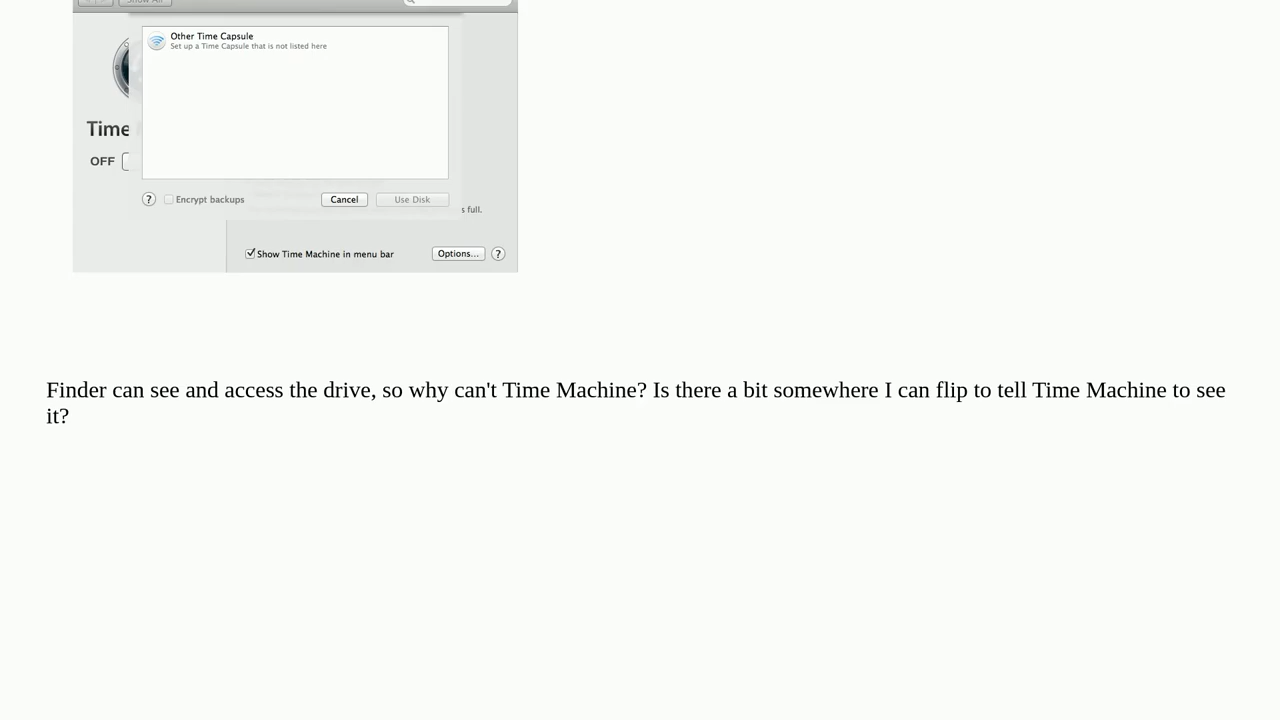 Show All
Other Time Capsule
Set up a Time Capsule that is not listed here
Time
OFF
? Encrypt backups Cancel Use Disk
s full.
Show Time Machine in menu bar Options... ?
Finder can see and access the drive, so why can't Time Machine? Is there a bit somewhere I can flip to tell Time Machine to see
it?